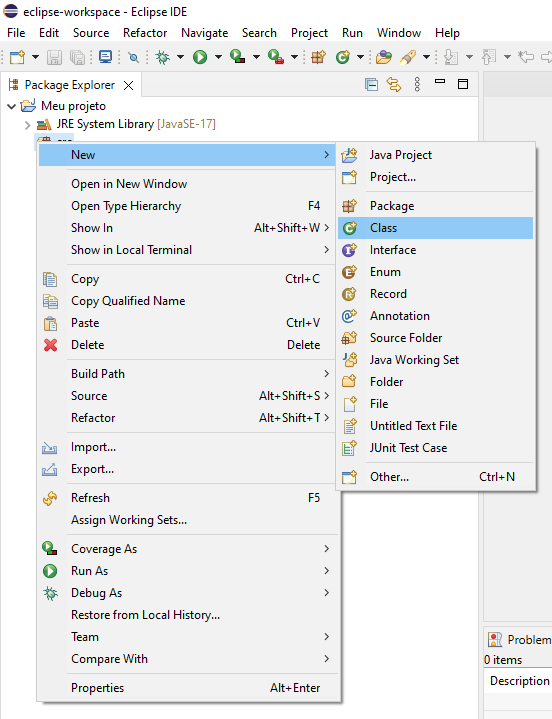 eclipse-workspace - Eclipse IDE
File Edit Source Refactor Navigate Search Project Run Window Help
Package Explorer
Meu projeto
JRE System Library [JavaSE-17]
New
Open in New Window
Open Type Hierarchy F4
Show In Alt+Shift+W
Show in Local Terminal
Copy Ctrl+C
Copy Qualified Name
Paste Ctrl+V
Delete Delete
Build Path
Source Alt+Shift+S
Refactor Alt+Shift+T
Import...
Export...
Refresh F5
Assign Working Sets...
Coverage As
Run As
Debug As
Restore from Local History...
Team
Compare With
Properties Alt+Enter
Java Project
Project...
Package
Class
Interface
Enum
Record
Annotation
Source Folder
Java Working Set
Folder
File
Untitled Text File
JUnit Test Case
Other... Ctrl+N
Problem
0 items
Description